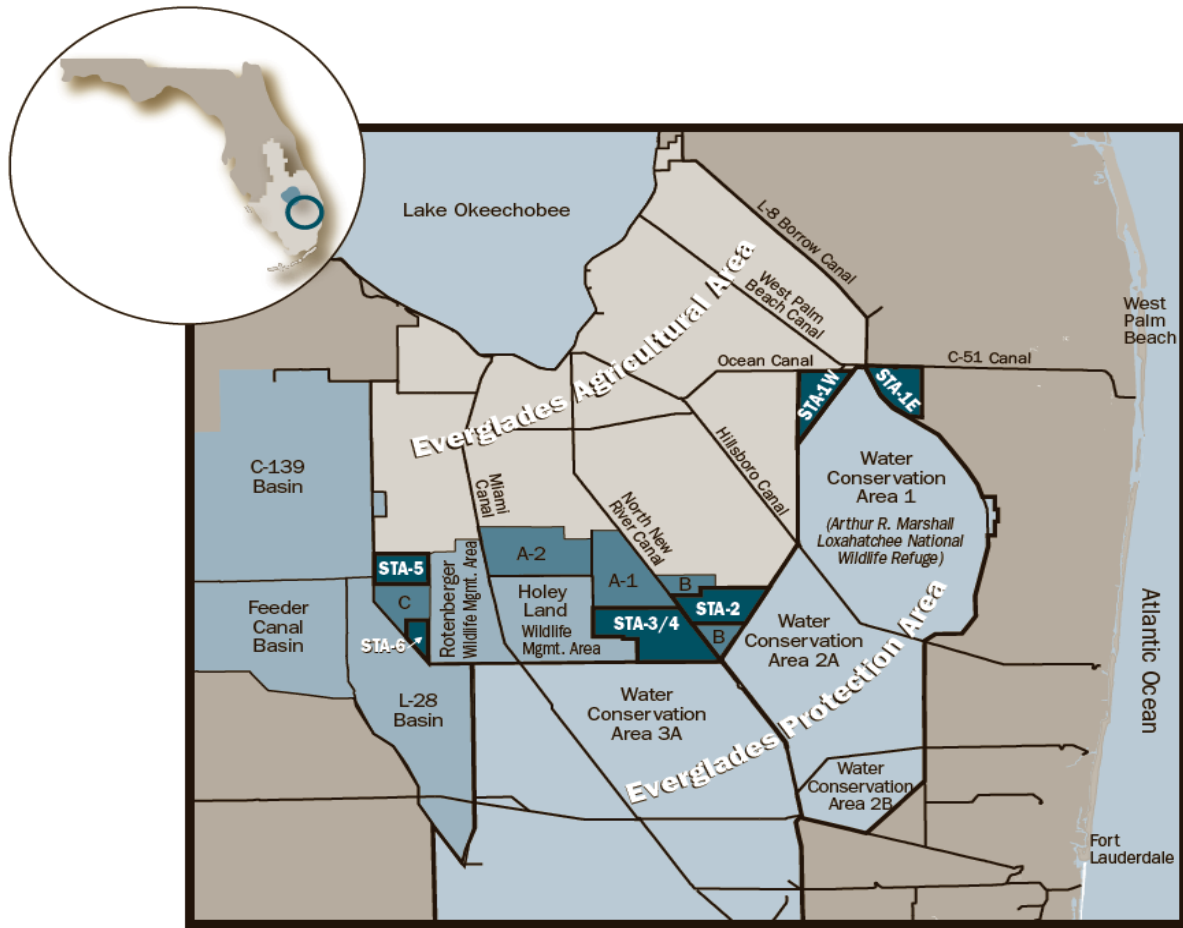 Lake Okeechobee
L-8 Borrow Canal
West Palm
Beach Canal
Everglades Agricultural Area
West
Palm
Beach
Ocean Canal
C-51 Canal
STA-1W
STA-1E
Hillsboro Canal
C-139
Basin
Water
Conservation
Area 1
(Arthur R. Marshall
Loxahatchee National
Wildlife Refuge)
Miami
Canal
North New
River Canal
A-2
A-1
B
STA-5
C
STA-6
Rotenberger
Wildlife Mgmt. Area
Holey
Land
Wildlife
Mgmt. Area
STA-3/4
STA-2
B
Feeder
Canal
Basin
Water
Conservation
Area 2A
Atlantic Ocean
L-28
Basin
Water
Conservation
Area 3A
Everglades Protection Area
Water
Conservation
Area 2B
Fort
Lauderdale